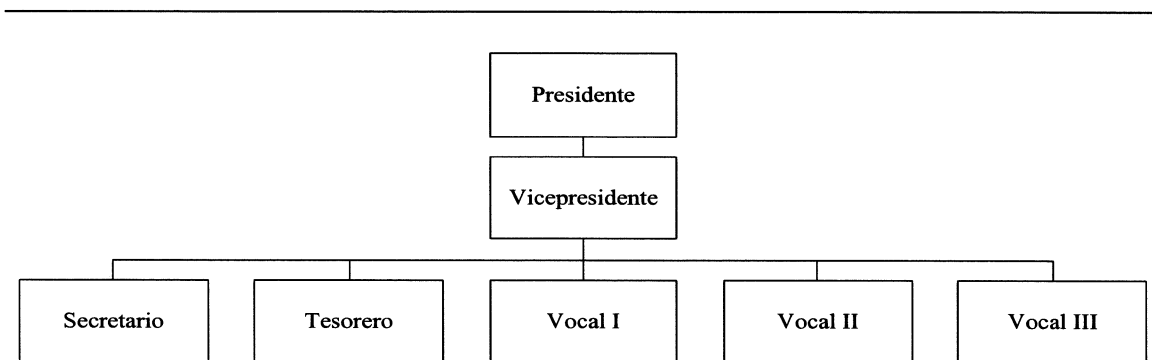 Presidente
Vicepresidente
Secretario
Tesorero
Vocal I
Vocal II
Vocal III